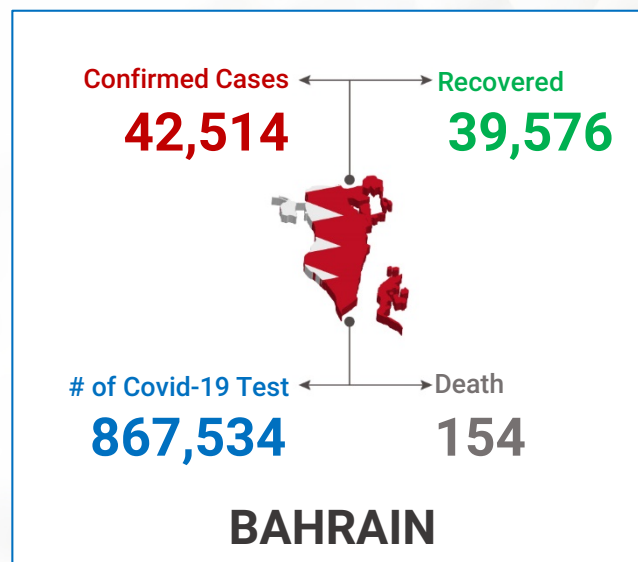 Confirmed Cases
42,514
Recovered
39,576
# of Covid-19 Test
867,534
Death
154
BAHRAIN